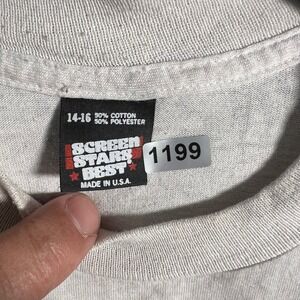 14-16 50% COTTON
50% POLYESTER
SCREEN
STARS
BEST
MADE IN U.S.A.
1199